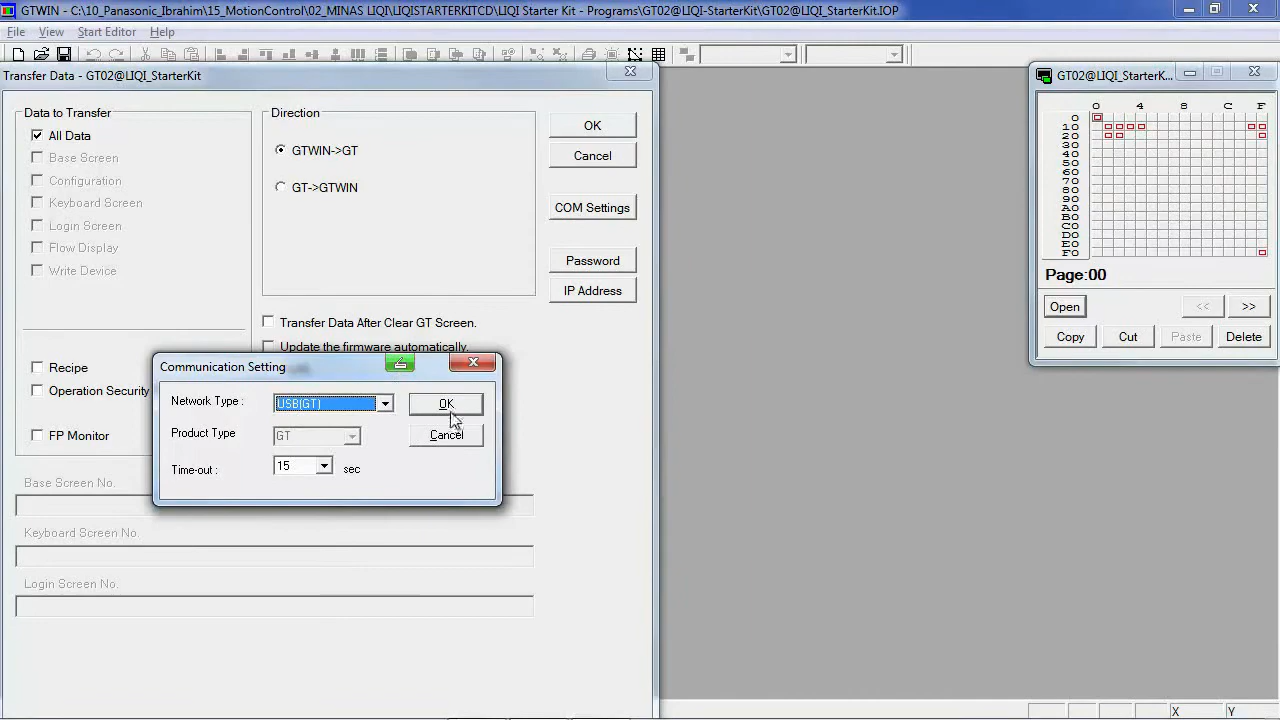 GTWIN - C:\10_Panasonic_Ibrahim\15_MotionControl\02_MINAS LIQI\LIQISTARTERKITCD\LIQI Starter Kit - Programs\GT02@LIQI_StarterKit\GT02@LIQI_StarterKit.IOP
File View Start Editor Help
Transfer Data - GT02@LIQI_StarterKit
Data to Transfer
All Data
Base Screen
Configuration
Keyboard Screen
Login Screen
Flow Display
Write Device
Recipe
Operation Security
FP Monitor
Direction
GTWIN->GT
GT->GTWIN
Transfer Data After Clear GT Screen.
Update the firmware automatically.
OK
Cancel
COM Settings
Password
IP Address
Communication Setting
Network Type : USB(GT) OK
Product Type GT Cancel
Time-out : 15 sec
Base Screen No.
Keyboard Screen No.
Login Screen No.
GT02@LIQI_StarterK...
0 4 8 C F
0
10
20
30
40
50
60
70
80
90
A0
B0
C0
D0
E0
F0
Page:00
Open << >>
Copy Cut Paste Delete
X Y